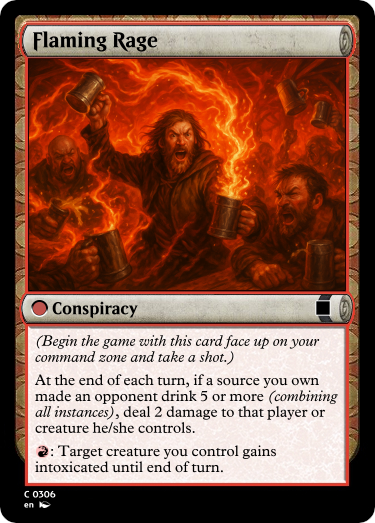 Flaming Rage
Conspiracy
(Begin the game with this card face up on your
command zone and take a shot.)
At the end of each turn, if a source you own
made an opponent drink 5 or more (combining
all instances), deal 2 damage to that player or
creature he/she controls.
: Target creature you control gains
intoxicated until end of turn.
C 0306
en